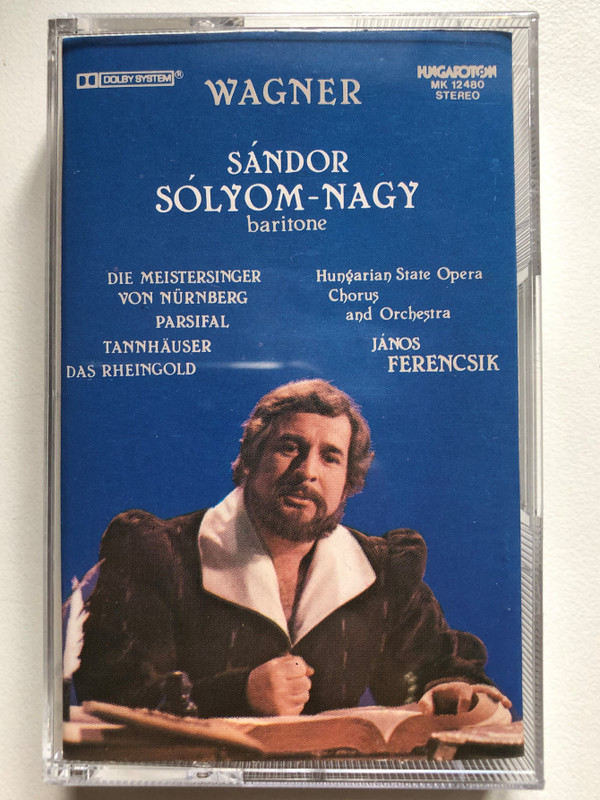 DOLBY SYSTEM®
WAGNER
HUNGAROTON
MK 12480
STEREO
SÁNDOR
SÓLYOM-NAGY
baritone
DIE MEISTERSINGER
VON NÜRNBERG
PARSIFAL
TANNHÄUSER
DAS RHEINGOLD
Hungarian State Opera
Chorus
and Orchestra
JÁNOS
FERENCSIK